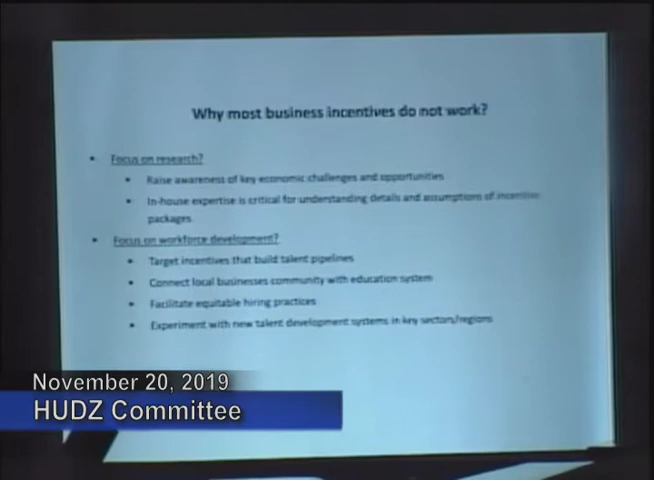 Why most business incentives do not work?
• Focus on research?
• Raise awareness of key economic challenges and opportunities
• In-house expertise is critical for understanding details and assumptions of incentive
packages.
• Focus on workforce development?
• Target incentives that build talent pipelines
• Connect local businesses community with education system
• Facilitate equitable hiring practices
• Experiment with new talent development systems in key sectors/regions
November 20, 2019
HUDZ Committee